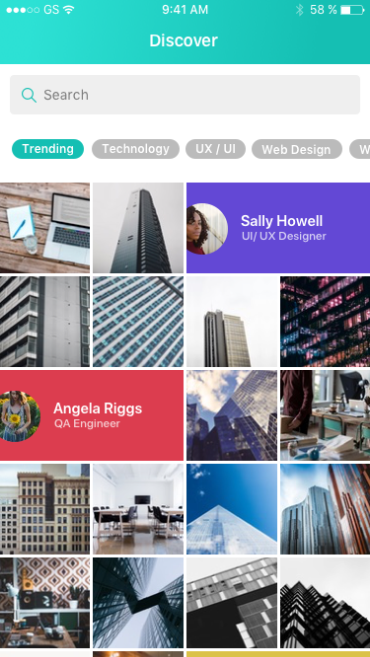 GS 9:41 AM 58 %
Discover
Search
Trending Technology UX / UI Web Design W
Sally Howell
UI/ UX Designer
Angela Riggs
QA Engineer